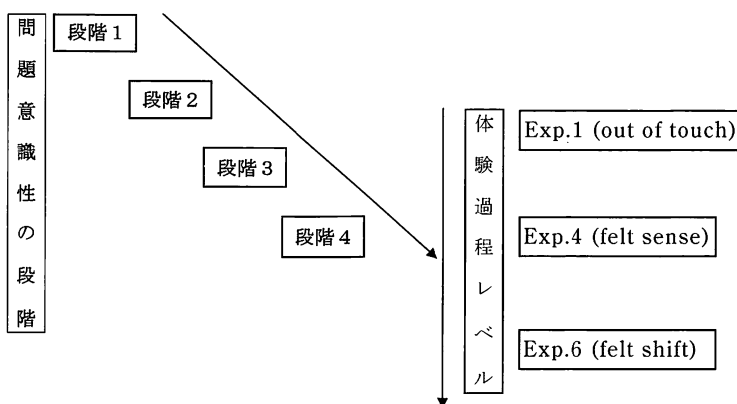 問題意識性の段階
段階1
段階2
段階3
段階4
体験過程レベル
Exp.1 (out of touch)
Exp.4 (felt sense)
Exp.6 (felt shift)